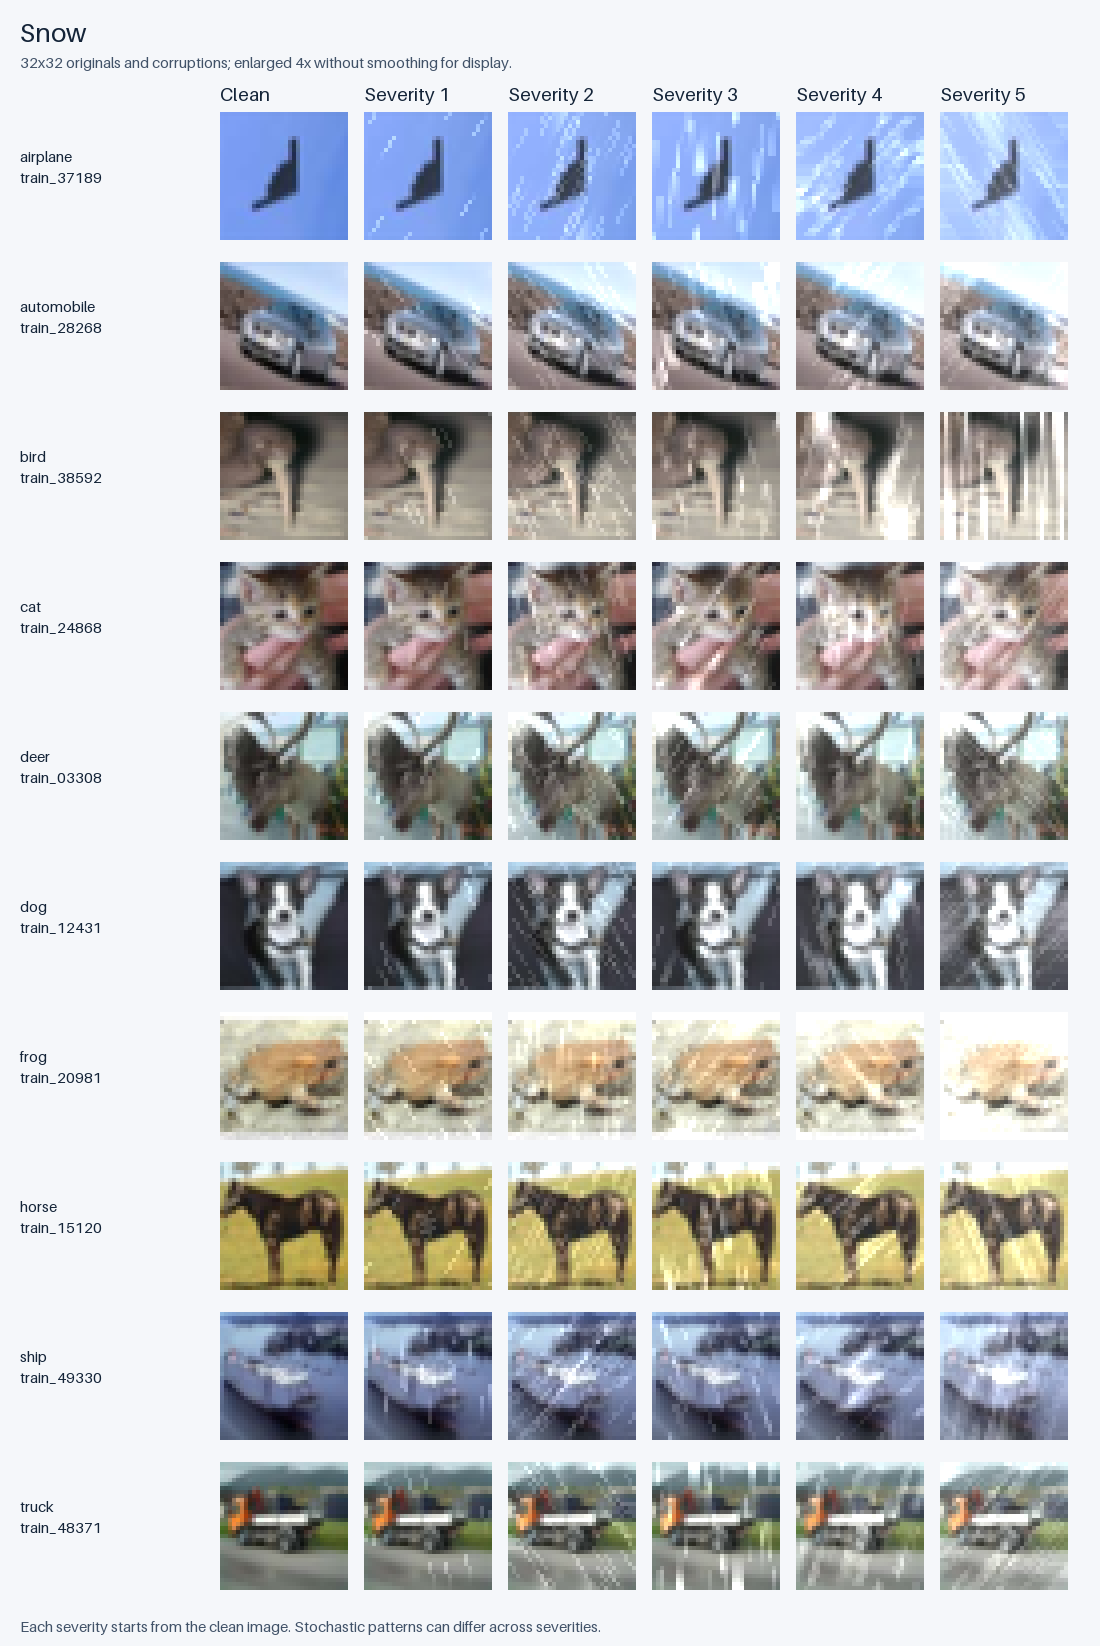 Snow
32x32 originals and corruptions; enlarged 4x without smoothing for display.
Clean Severity 1 Severity 2 Severity 3 Severity 4 Severity 5
airplane
train_37189
automobile
train_28268
bird
train_38592
cat
train_24868
deer
train_03308
dog
train_12431
frog
train_20981
horse
train_15120
ship
train_49330
truck
train_48371
Each severity starts from the clean image. Stochastic patterns can differ across severities.